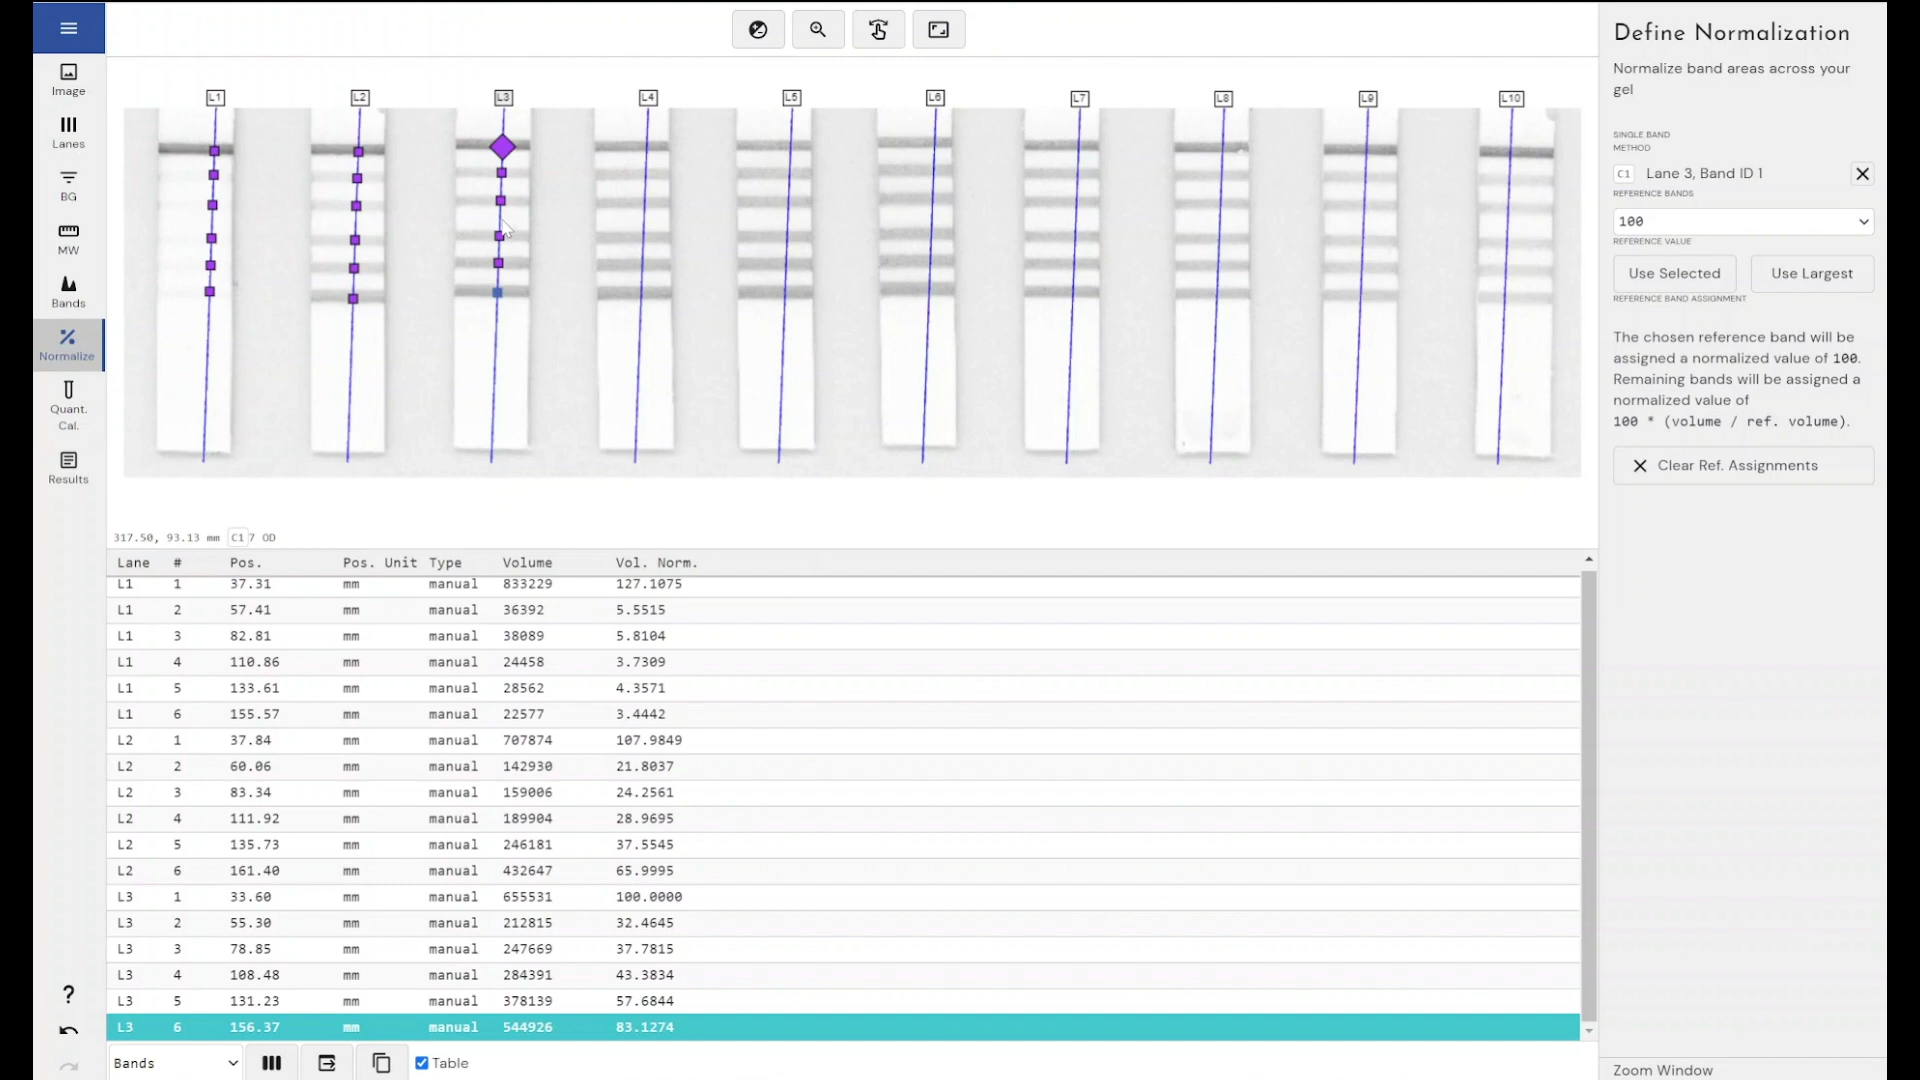 Image
Lanes
BG
MW
Bands
Normalize
Quant.
Cal.
Results
?
L1 L2 L3 L4 L5 L6 L7 L8 L9 L10
317.50, 93.13 mm C1 7 OD
Lane # Pos. Pos. Unit Type Volume Vol. Norm.
L1 1 37.31 mm manual 833229 127.1075
L1 2 57.41 mm manual 36392 5.5515
L1 3 82.81 mm manual 38089 5.8104
L1 4 110.86 mm manual 24458 3.7309
L1 5 133.61 mm manual 28562 4.3571
L1 6 155.57 mm manual 22577 3.4442
L2 1 37.84 mm manual 707874 107.9849
L2 2 60.06 mm manual 142930 21.8037
L2 3 83.34 mm manual 159006 24.2561
L2 4 111.92 mm manual 189904 28.9695
L2 5 135.73 mm manual 246181 37.5545
L2 6 161.40 mm manual 432647 65.9995
L3 1 33.60 mm manual 655531 100.0000
L3 2 55.30 mm manual 212815 32.4645
L3 3 78.85 mm manual 247669 37.7815
L3 4 108.48 mm manual 284391 43.3834
L3 5 131.23 mm manual 378139 57.6844
L3 6 156.37 mm manual 544926 83.1274
Bands
Table
Define Normalization
Normalize band areas across your
gel
SINGLE BAND
METHOD
C1 Lane 3, Band ID 1
REFERENCE BANDS
100
REFERENCE VALUE
Use Selected Use Largest
REFERENCE BAND ASSIGNMENT
The chosen reference band will be
assigned a normalized value of 100.
Remaining bands will be assigned a
normalized value of
100 * (volume / ref. volume).
Clear Ref. Assignments
Zoom Window